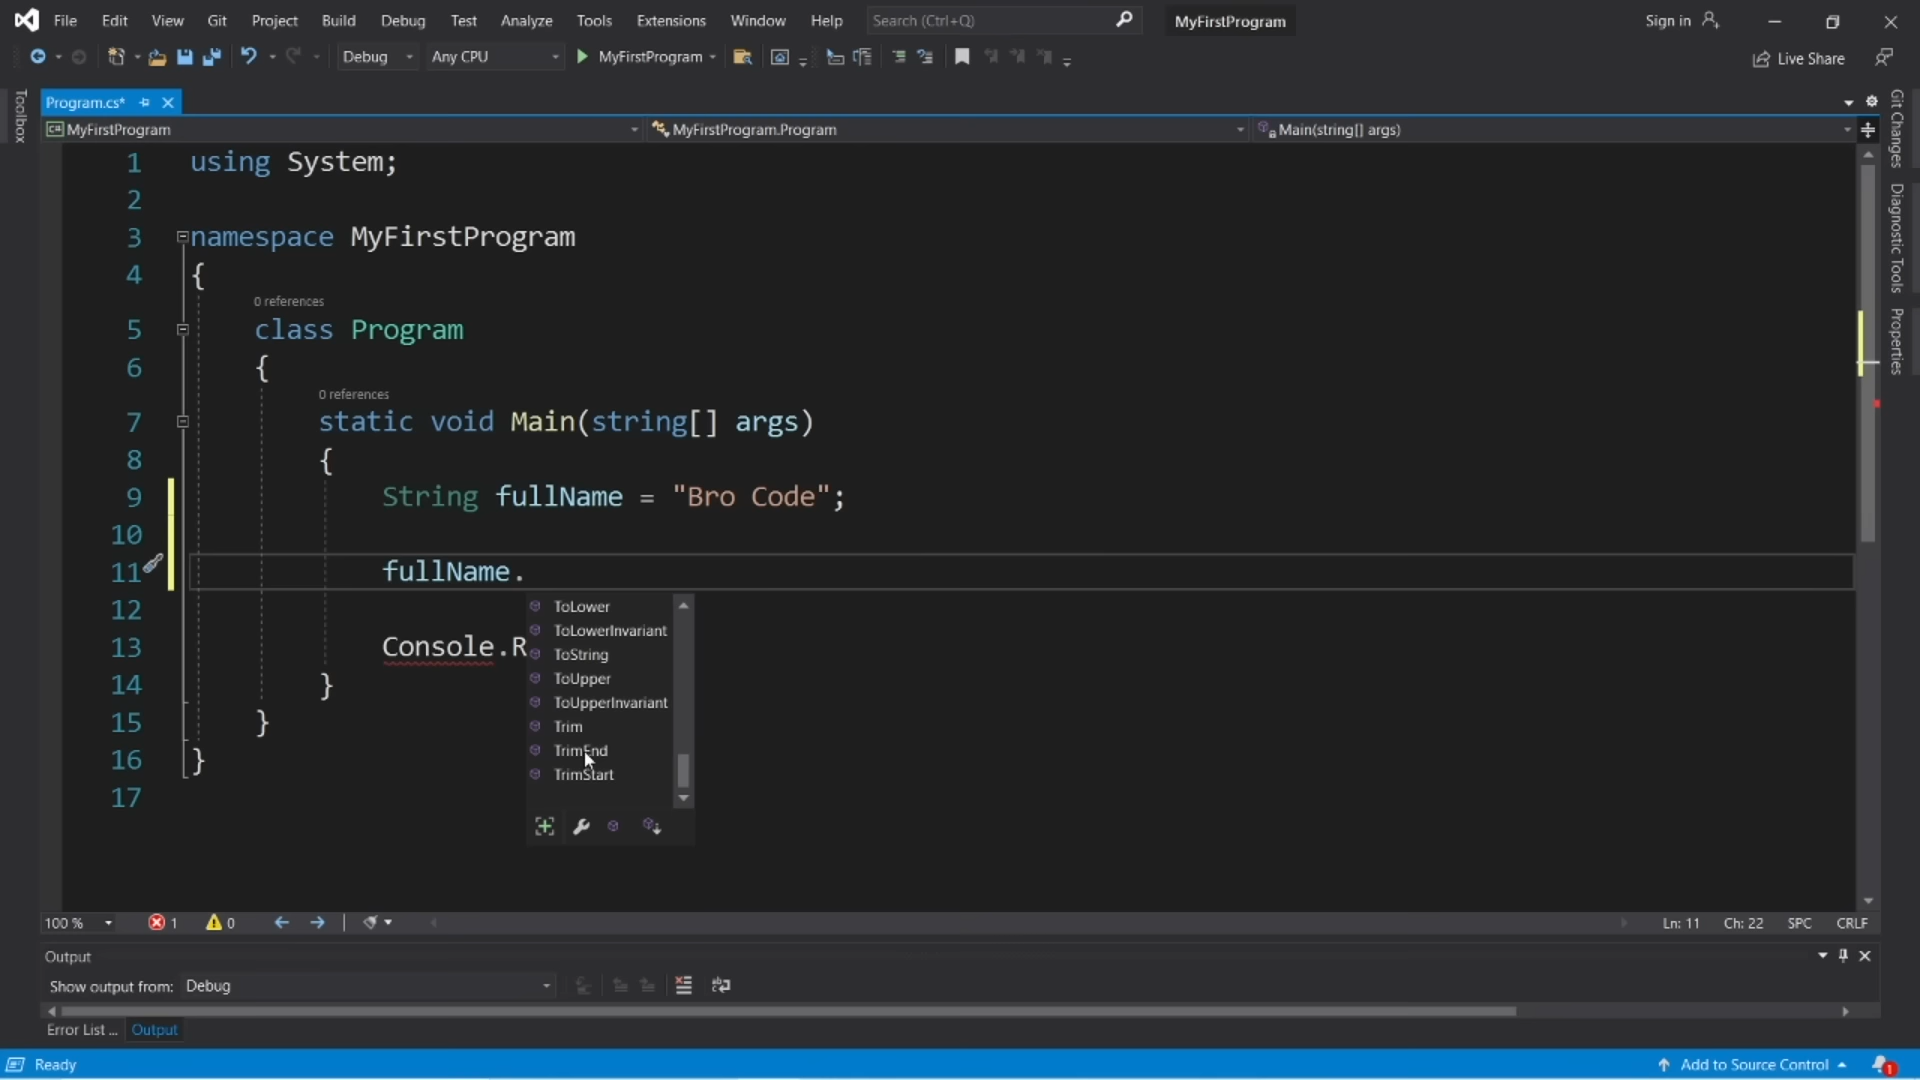 File Edit View Git Project Build Debug Test Analyze Tools Extensions Window Help Search (Ctrl+Q) MyFirstProgram Sign in
Debug Any CPU MyFirstProgram Live Share
Toolbox
Program.cs*
MyFirstProgram MyFirstProgram.Program Main(string[] args)
1 using System;
2
3 namespace MyFirstProgram
4 {
0 references
5 class Program
6 {
0 references
7 static void Main(string[] args)
8 {
9 String fullName = "Bro Code";
10
11 fullName.
12
13 Console.R
14 }
15 }
16 }
17
ToLower
ToLowerInvariant
ToString
ToUpper
ToUpperInvariant
Trim
TrimEnd
TrimStart
Git Changes
Diagnostic Tools
Properties
100 % 1 0 Ln: 11 Ch: 22 SPC CRLF
Output
Show output from: Debug
Error List ... Output
Ready Add to Source Control 1